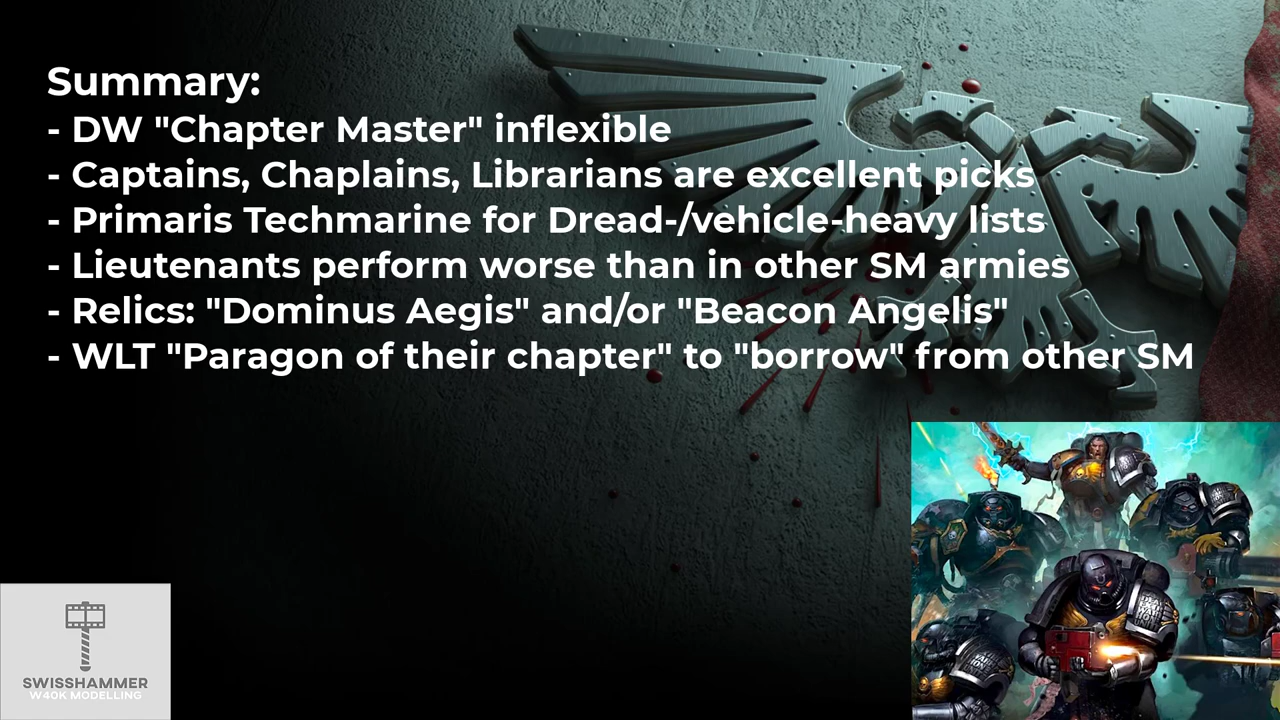 Summary:
- DW "Chapter Master" inflexible
- Captains, Chaplains, Librarians are excellent picks
- Primaris Techmarine for Dread-/vehicle-heavy lists
- Lieutenants perform worse than in other SM armies
- Relics: "Dominus Aegis" and/or "Beacon Angelis"
- WLT "Paragon of their chapter" to "borrow" from other SM
SWISSHAMMER
W40K MODELLING